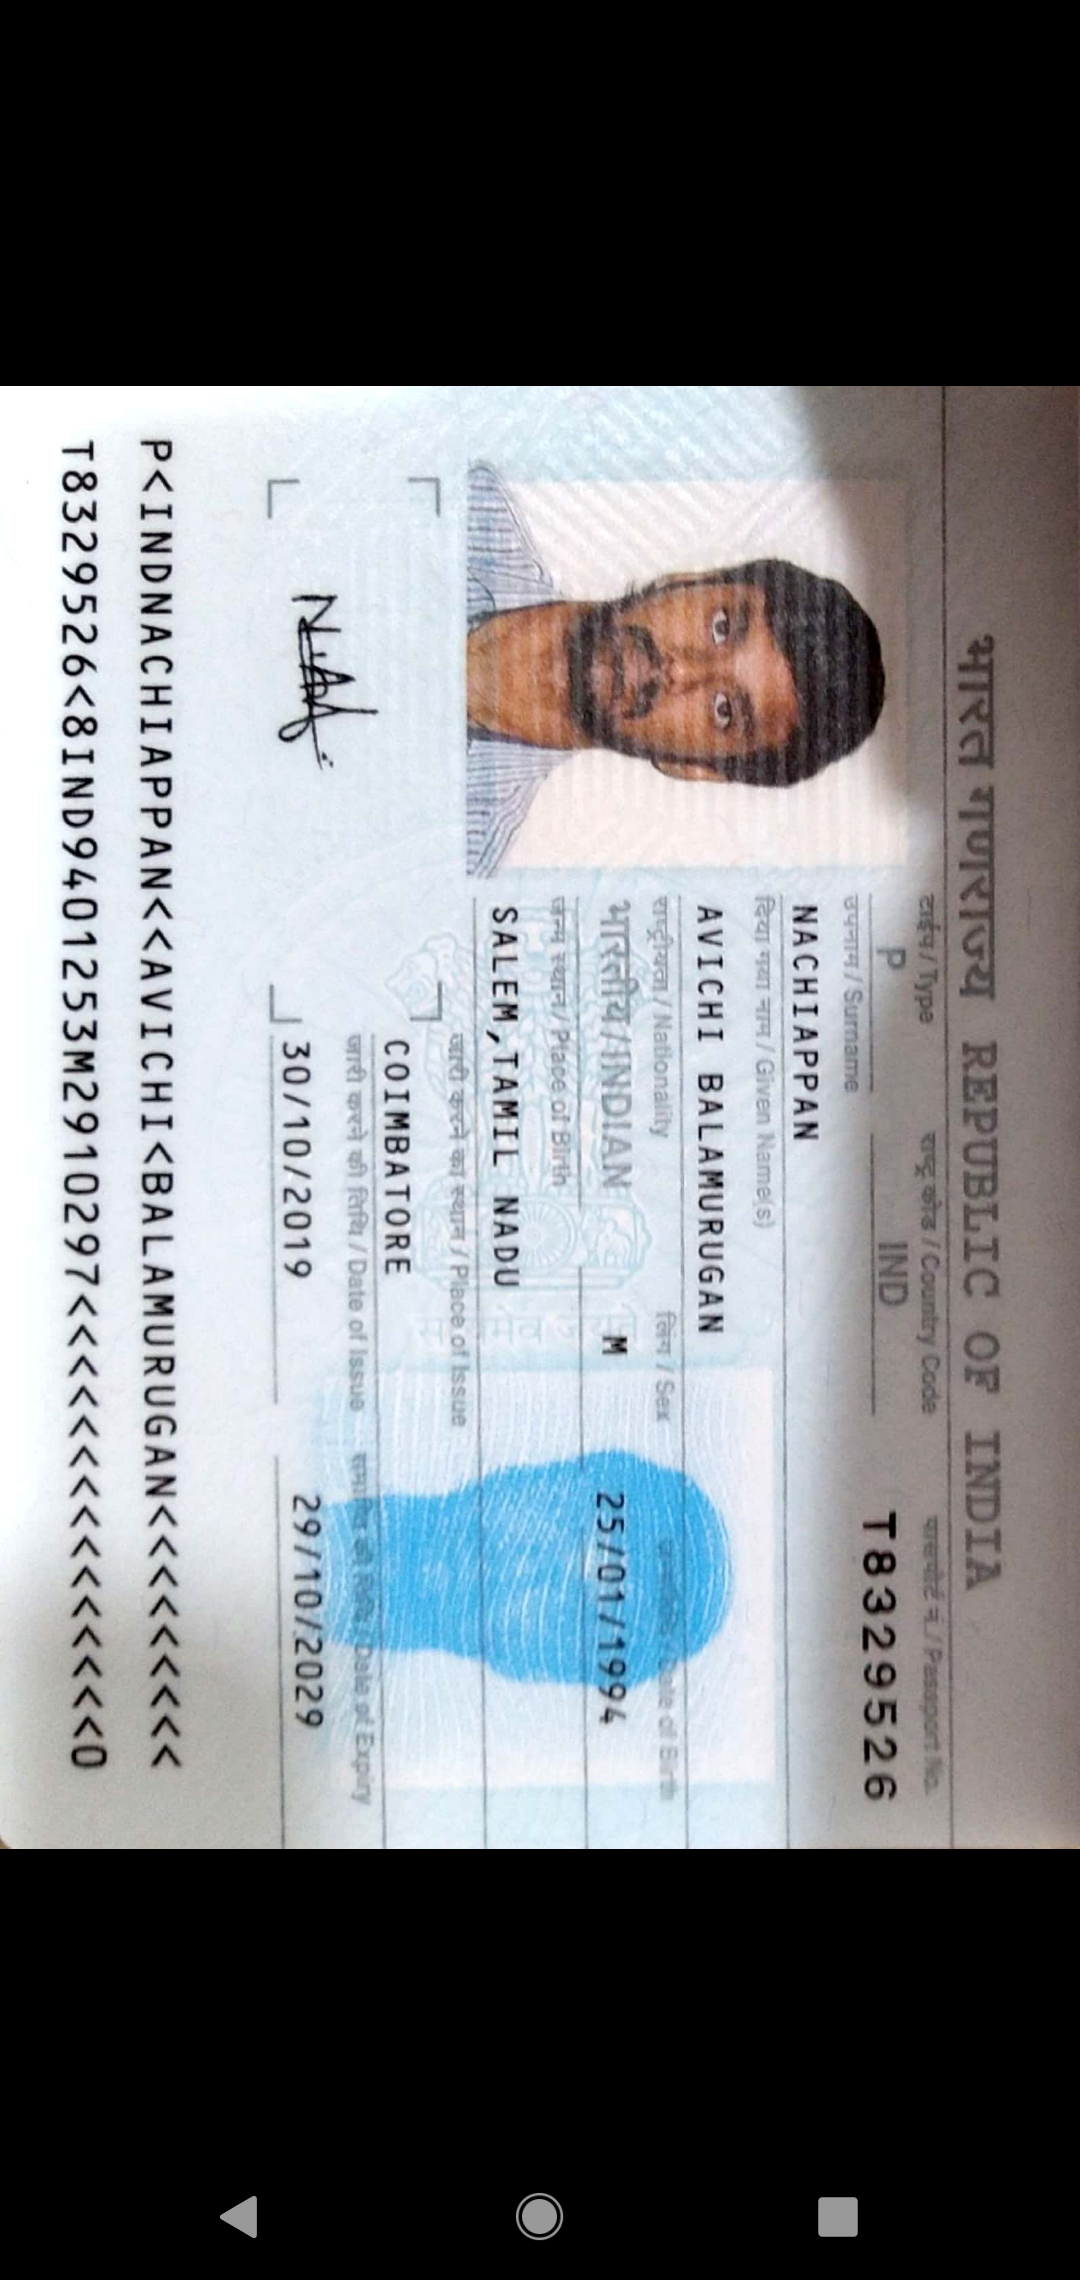 भारत गणराज्य REPUBLIC OF INDIA
टाईप / Type राष्ट्र कोड / Country Code पासपोर्ट नं. / Passport No.
P IND T8329526
उपनाम / Surname
NACHIAPPAN
दिया गया नाम / Given Name(s)
AVICHI BALAMURUGAN
राष्ट्रीयता / Nationality लिंग / Sex जन्मतिथि / Date of Birth
भारतीय / INDIAN M 25/01/1994
जन्म स्थान / Place of Birth
SALEM,TAMIL NADU
जारी करने का स्थान / Place of Issue
COIMBATORE
जारी करने की तिथि / Date of Issue समाप्ति की तिथि / Date of Expiry
30/10/2019 29/10/2029
P<INDNACHIAPPAN<<AVICHI<BALAMURUGAN<<<<<<<<<
T8329526<8IND9401253M2910297<<<<<<<<<<<<<<<0